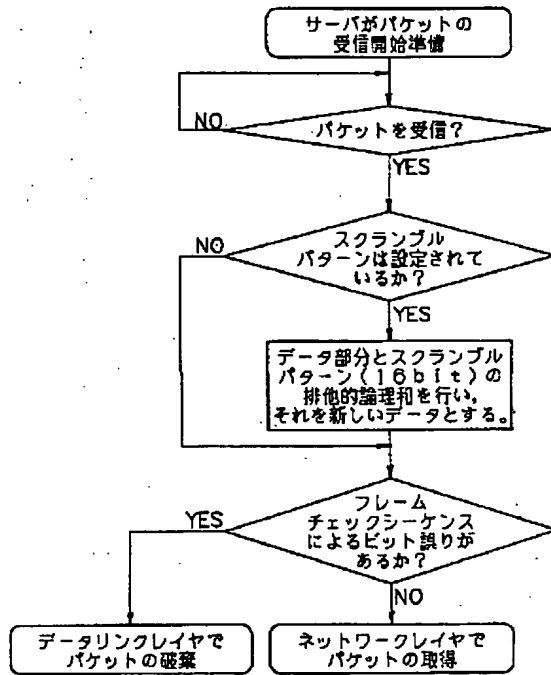 サーバがパケットの
受信開始準備
NO
パケットを受信？
YES
NO
スクランブル
パターンは設定されて
いるか？
YES
データ部分とスクランブル
パターン（１６ｂｉｔ）の
排他的論理和を行い，
それを新しいデータとする。
YES
フレーム
チェックシーケンス
によるビット誤りが
あるか？
NO
データリンクレイヤで
パケットの破棄
ネットワークレイヤで
パケットの取得